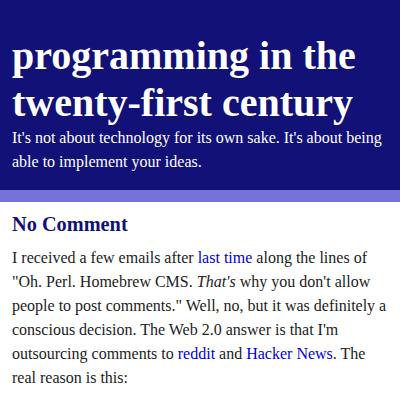 programming in the
twenty-first century
It's not about technology for its own sake. It's about being
able to implement your ideas.
No Comment
I received a few emails after last time along the lines of
"Oh. Perl. Homebrew CMS. That's why you don't allow
people to post comments." Well, no, but it was definitely a
conscious decision. The Web 2.0 answer is that I'm
outsourcing comments to reddit and Hacker News. The
real reason is this: